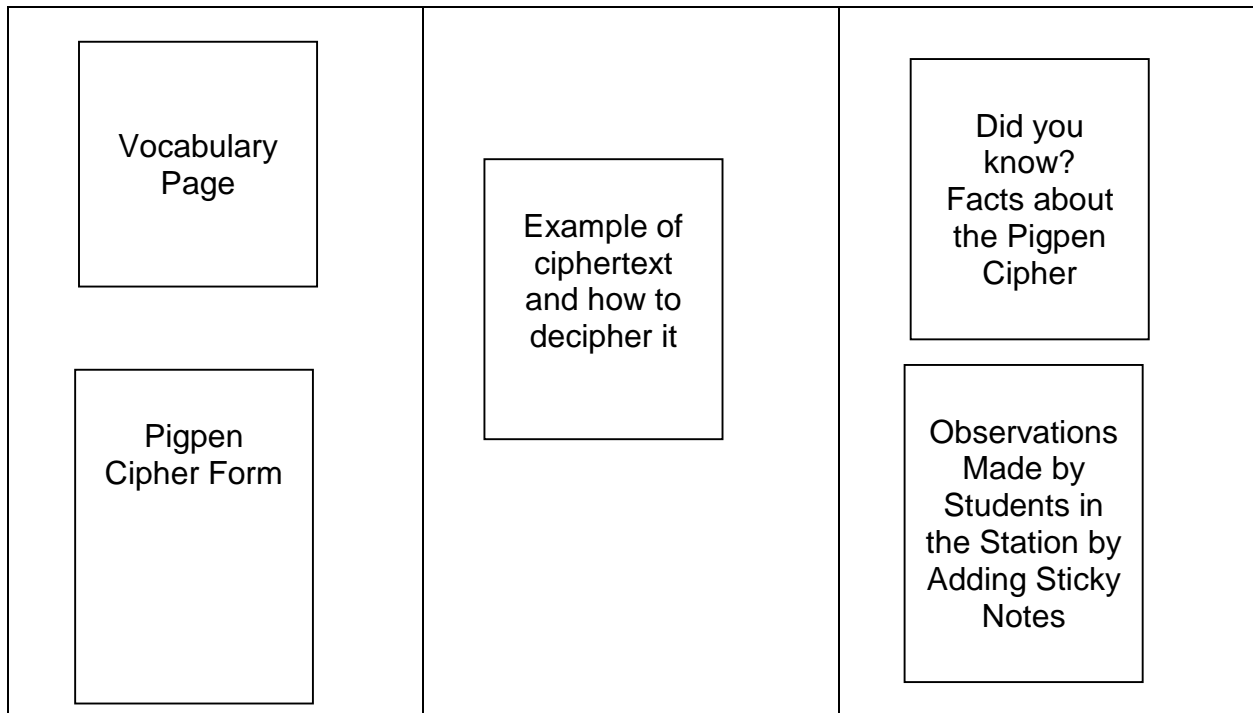 Vocabulary
Page
Pigpen
Cipher Form
Example of
ciphertext
and how to
decipher it
Did you
know?
Facts about
the Pigpen
Cipher
Observations
Made by
Students in
the Station by
Adding Sticky
Notes